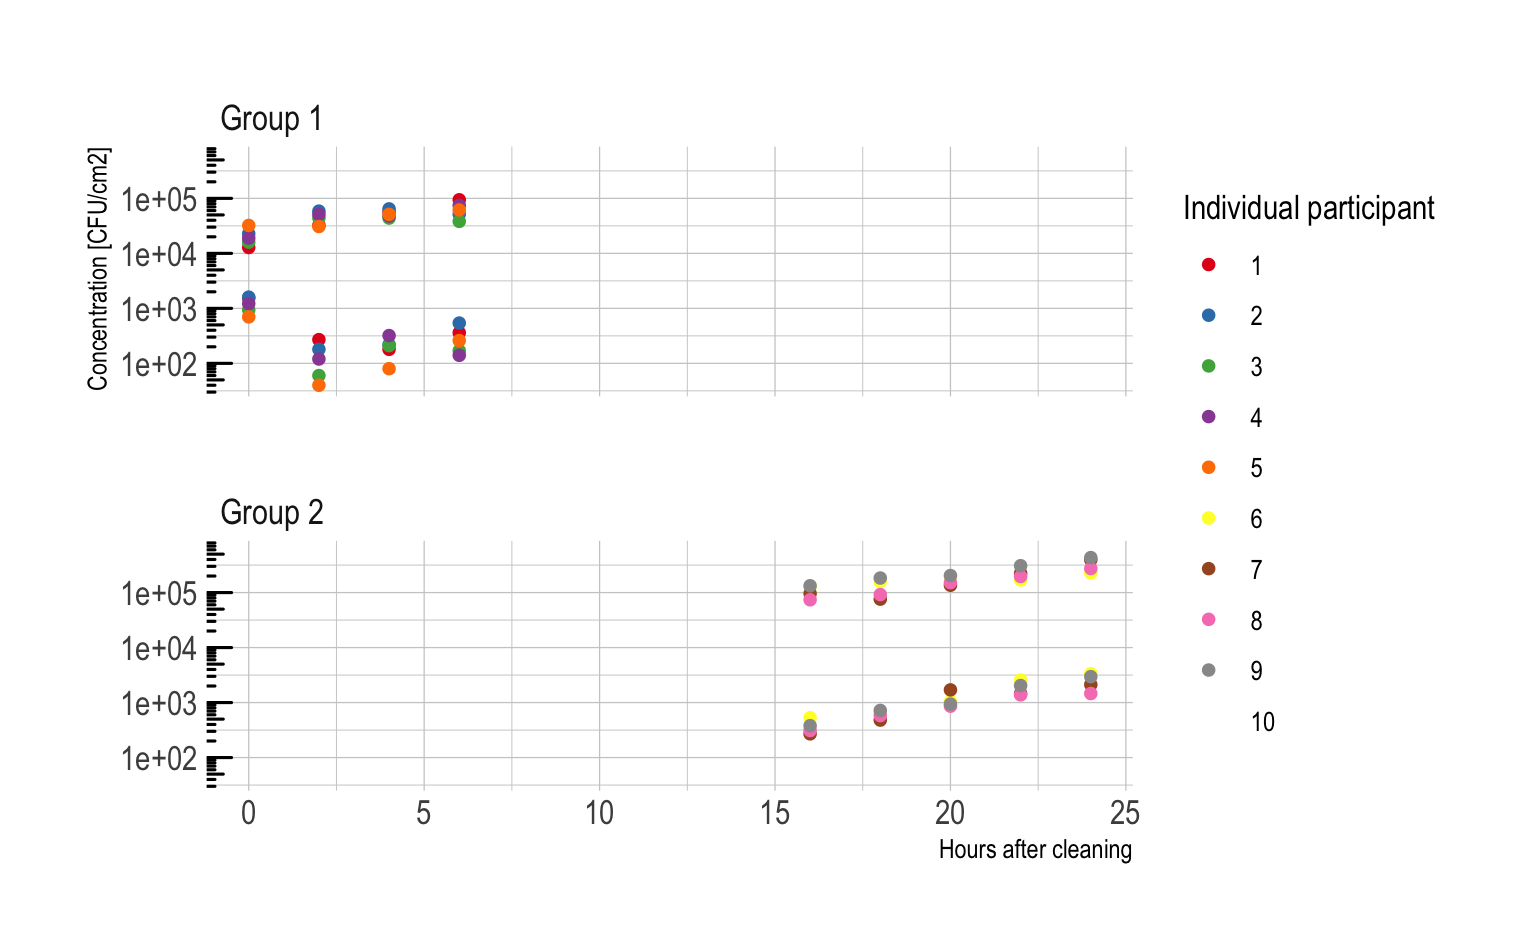 Group 1
Concentration [CFU/cm2]
1e+05
1e+04
1e+03
1e+02
Group 2
1e+05
1e+04
1e+03
1e+02
0 5 10 15 20 25
Hours after cleaning
Individual participant
1
2
3
4
5
6
7
8
9
10